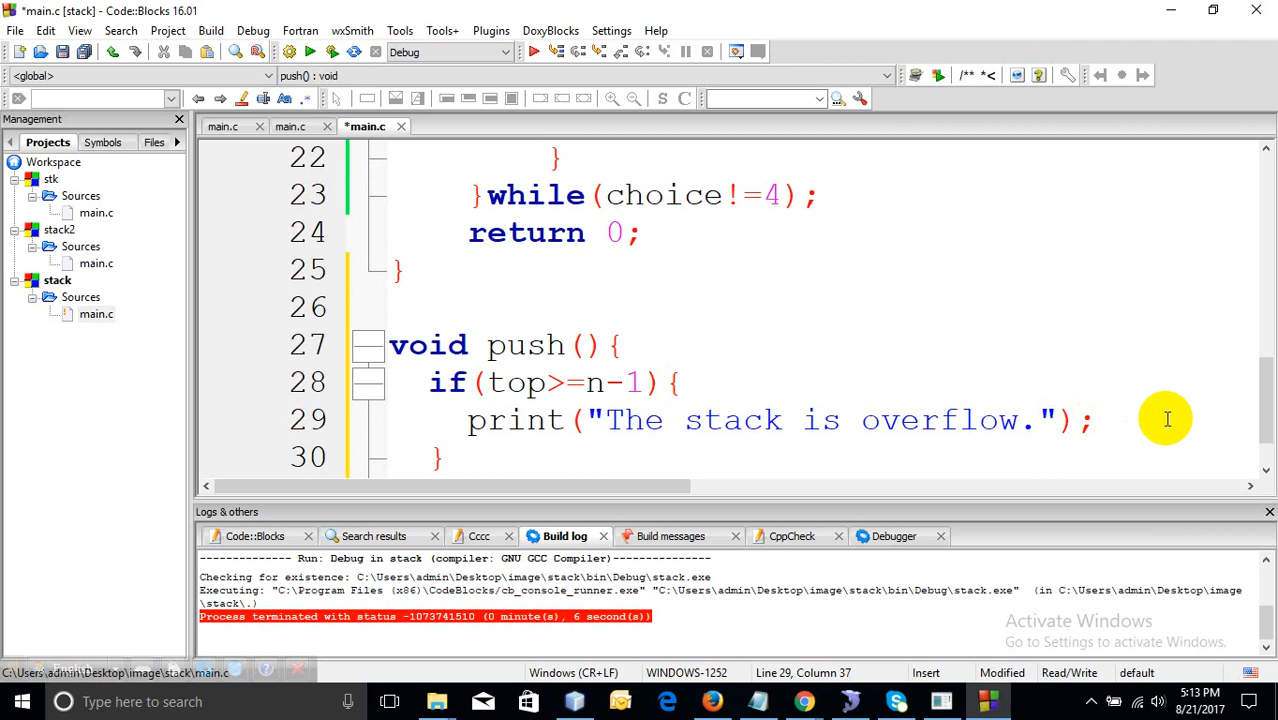 *main.c [stack] - Code::Blocks 16.01
File Edit View Search Project Build Debug Fortran wxSmith Tools Tools+ Plugins DoxyBlocks Settings Help
Debug
<global> push() : void
/** *<
S C
Management
main.c main.c *main.c
Projects Symbols Files
Workspace
stk
Sources
main.c
stack2
Sources
main.c
stack
Sources
main.c
22 }
23 }while(choice!=4);
24 return 0;
25 }
26
27 void push(){
28 if(top>=n-1){
29 print("The stack is overflow.");
30 }
Logs & others
Code::Blocks Search results Cccc Build log Build messages CppCheck Debugger
-------------- Run: Debug in stack (compiler: GNU GCC Compiler)---------------
Checking for existence: C:\Users\admin\Desktop\image\stack\bin\Debug\stack.exe
Executing: "C:\Program Files (x86)\CodeBlocks/cb_console_runner.exe" "C:\Users\admin\Desktop\image\stack\bin\Debug\stack.exe" (in C:\Users\admin\Desktop\image
\stack\.)
Process terminated with status -1073741510 (0 minute(s), 6 second(s))
Activate Windows
Go to Settings to activate Windows.
C:\Users\admin\Desktop\image\stack\main.c Windows (CR+LF) WINDOWS-1252 Line 29, Column 37 Insert Modified Read/Write default
Type here to search
5:13 PM
8/21/2017